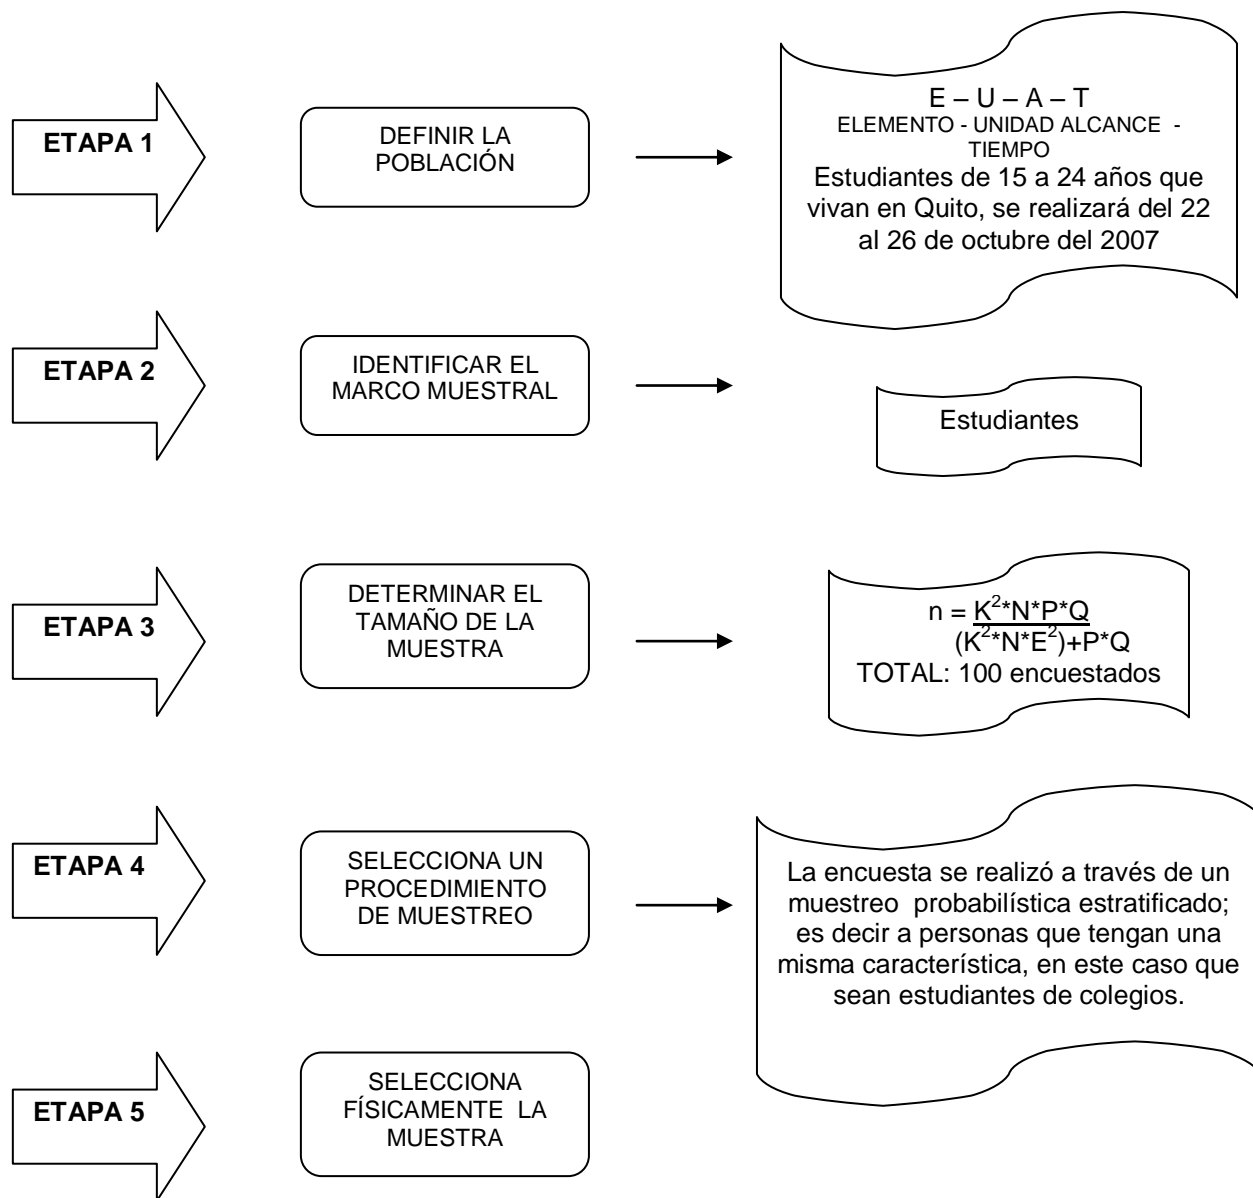 ETAPA 1
DEFINIR LA
POBLACIÓN
E – U – A – T
ELEMENTO - UNIDAD ALCANCE -
TIEMPO
Estudiantes de 15 a 24 años que
vivan en Quito, se realizará del 22
al 26 de octubre del 2007
ETAPA 2
IDENTIFICAR EL
MARCO MUESTRAL
Estudiantes
ETAPA 3
DETERMINAR EL
TAMAÑO DE LA
MUESTRA
n = K²*N*P*Q
(K²*N*E²)+P*Q
TOTAL: 100 encuestados
ETAPA 4
SELECCIONA UN
PROCEDIMIENTO
DE MUESTREO
La encuesta se realizó a través de un
muestreo probabilística estratificado;
es decir a personas que tengan una
misma característica, en este caso que
sean estudiantes de colegios.
ETAPA 5
SELECCIONA
FÍSICAMENTE LA
MUESTRA